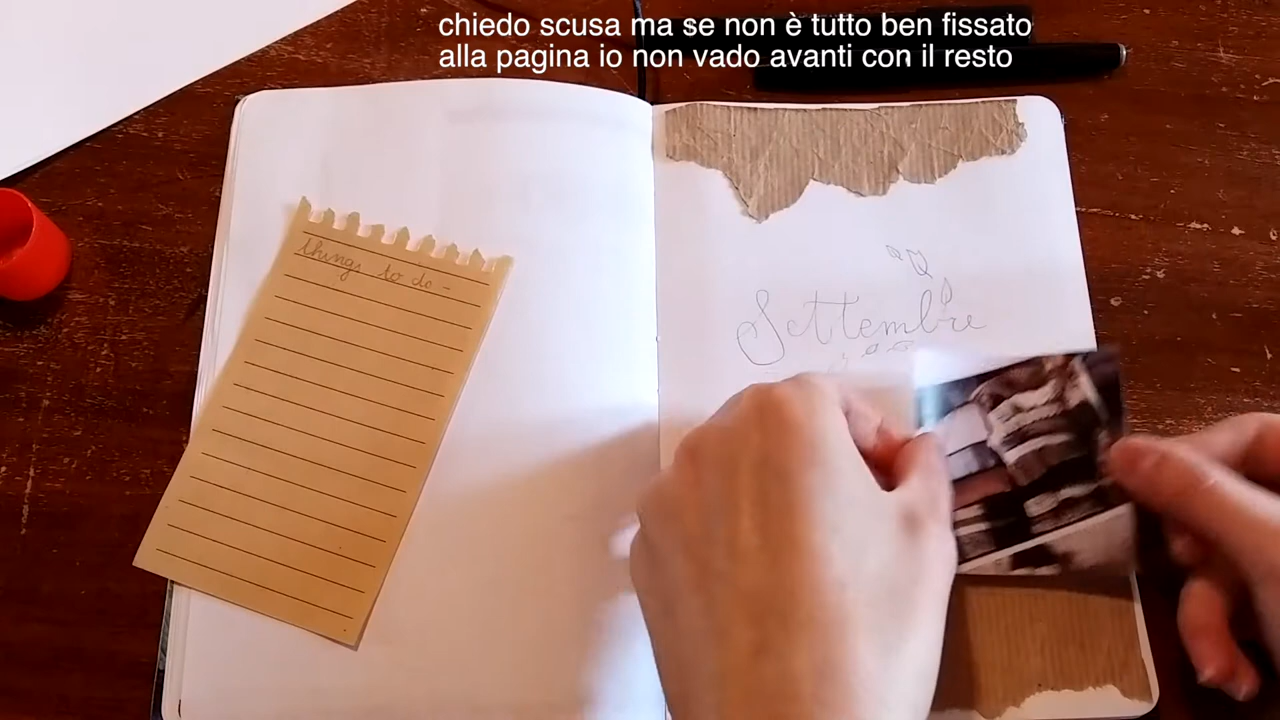 chiedo scusa ma se non è tutto ben fissato
alla pagina io non vado avanti con il resto
things to do -
Settembre